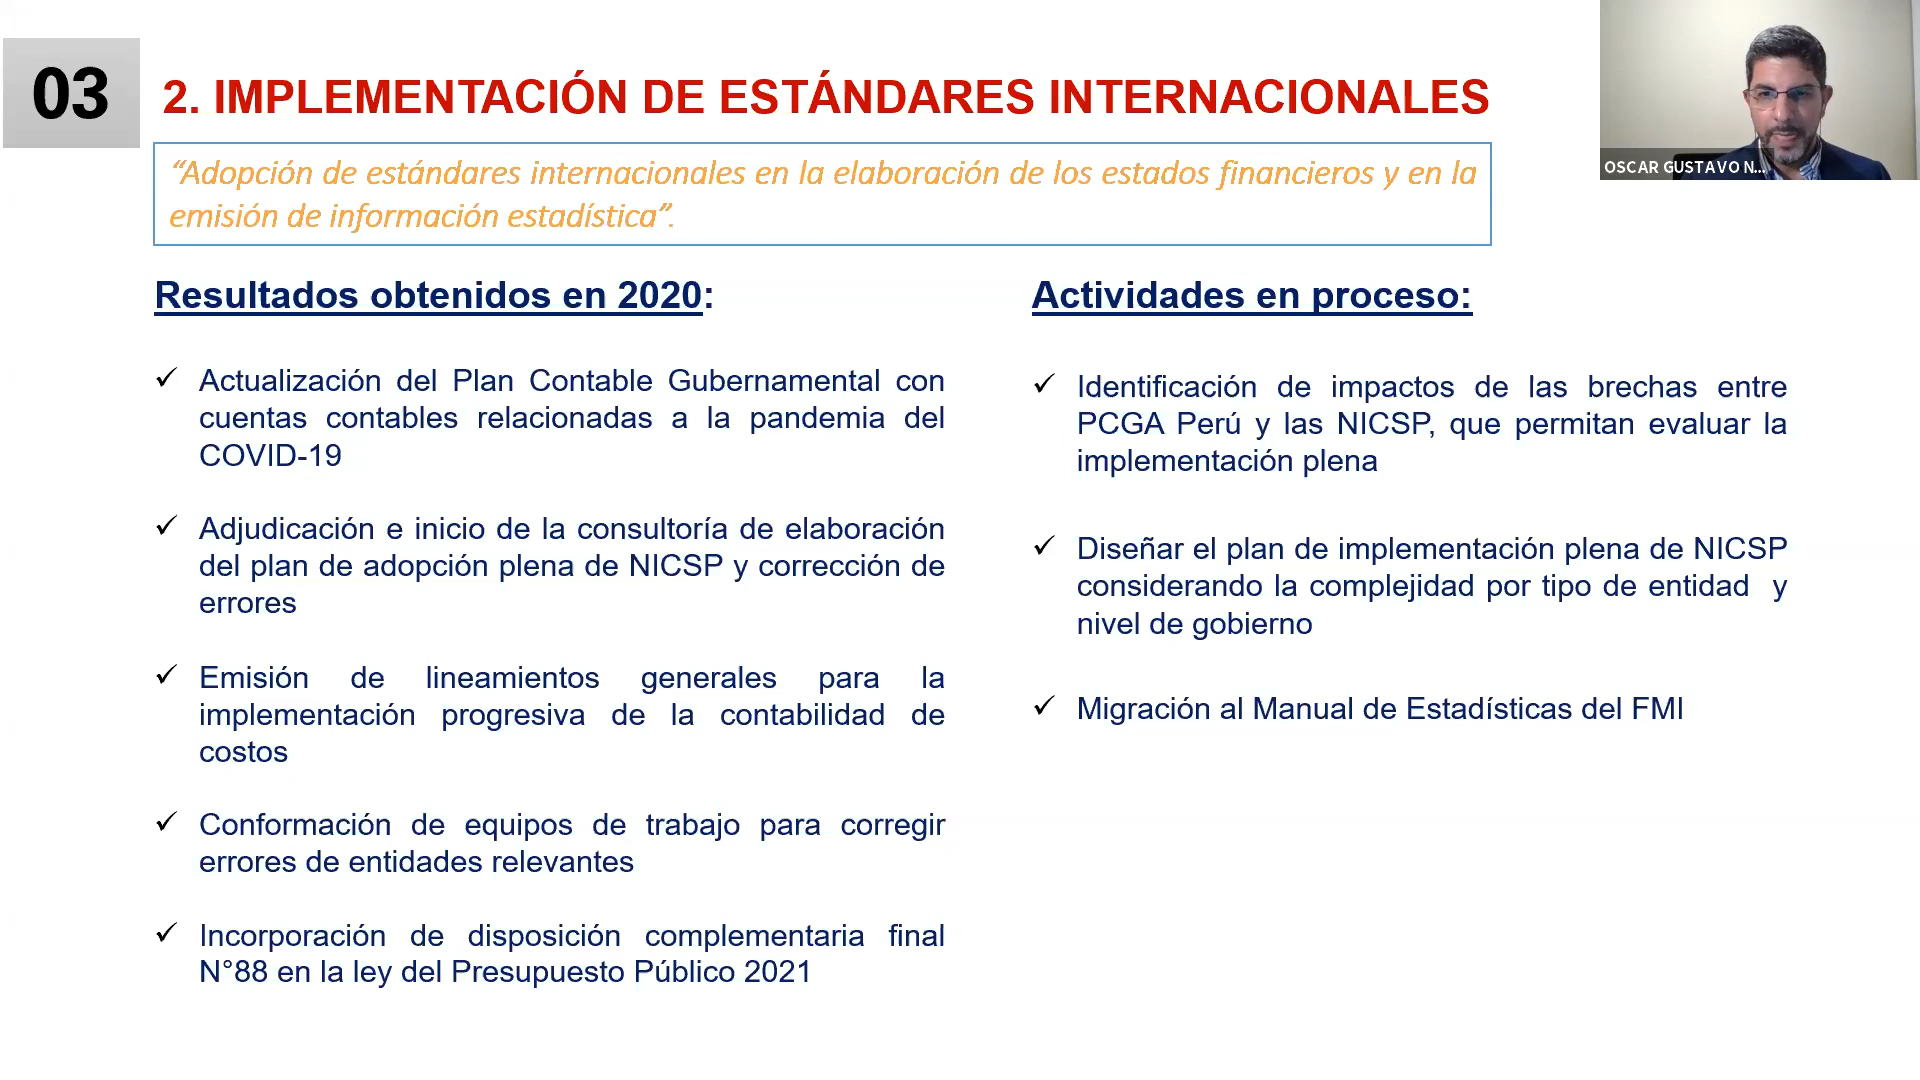 03
2. IMPLEMENTACIÓN DE ESTÁNDARES INTERNACIONALES
“Adopción de estándares internacionales en la elaboración de los estados financieros y en la
emisión de información estadística”.
OSCAR GUSTAVO N...
Resultados obtenidos en 2020:
Actualización del Plan Contable Gubernamental con
cuentas contables relacionadas a la pandemia del
COVID-19
Adjudicación e inicio de la consultoría de elaboración
del plan de adopción plena de NICSP y corrección de
errores
Emisión de lineamientos generales para la
implementación progresiva de la contabilidad de
costos
Conformación de equipos de trabajo para corregir
errores de entidades relevantes
Incorporación de disposición complementaria final
N°88 en la ley del Presupuesto Público 2021
Actividades en proceso:
Identificación de impactos de las brechas entre
PCGA Perú y las NICSP, que permitan evaluar la
implementación plena
Diseñar el plan de implementación plena de NICSP
considerando la complejidad por tipo de entidad y
nivel de gobierno
Migración al Manual de Estadísticas del FMI